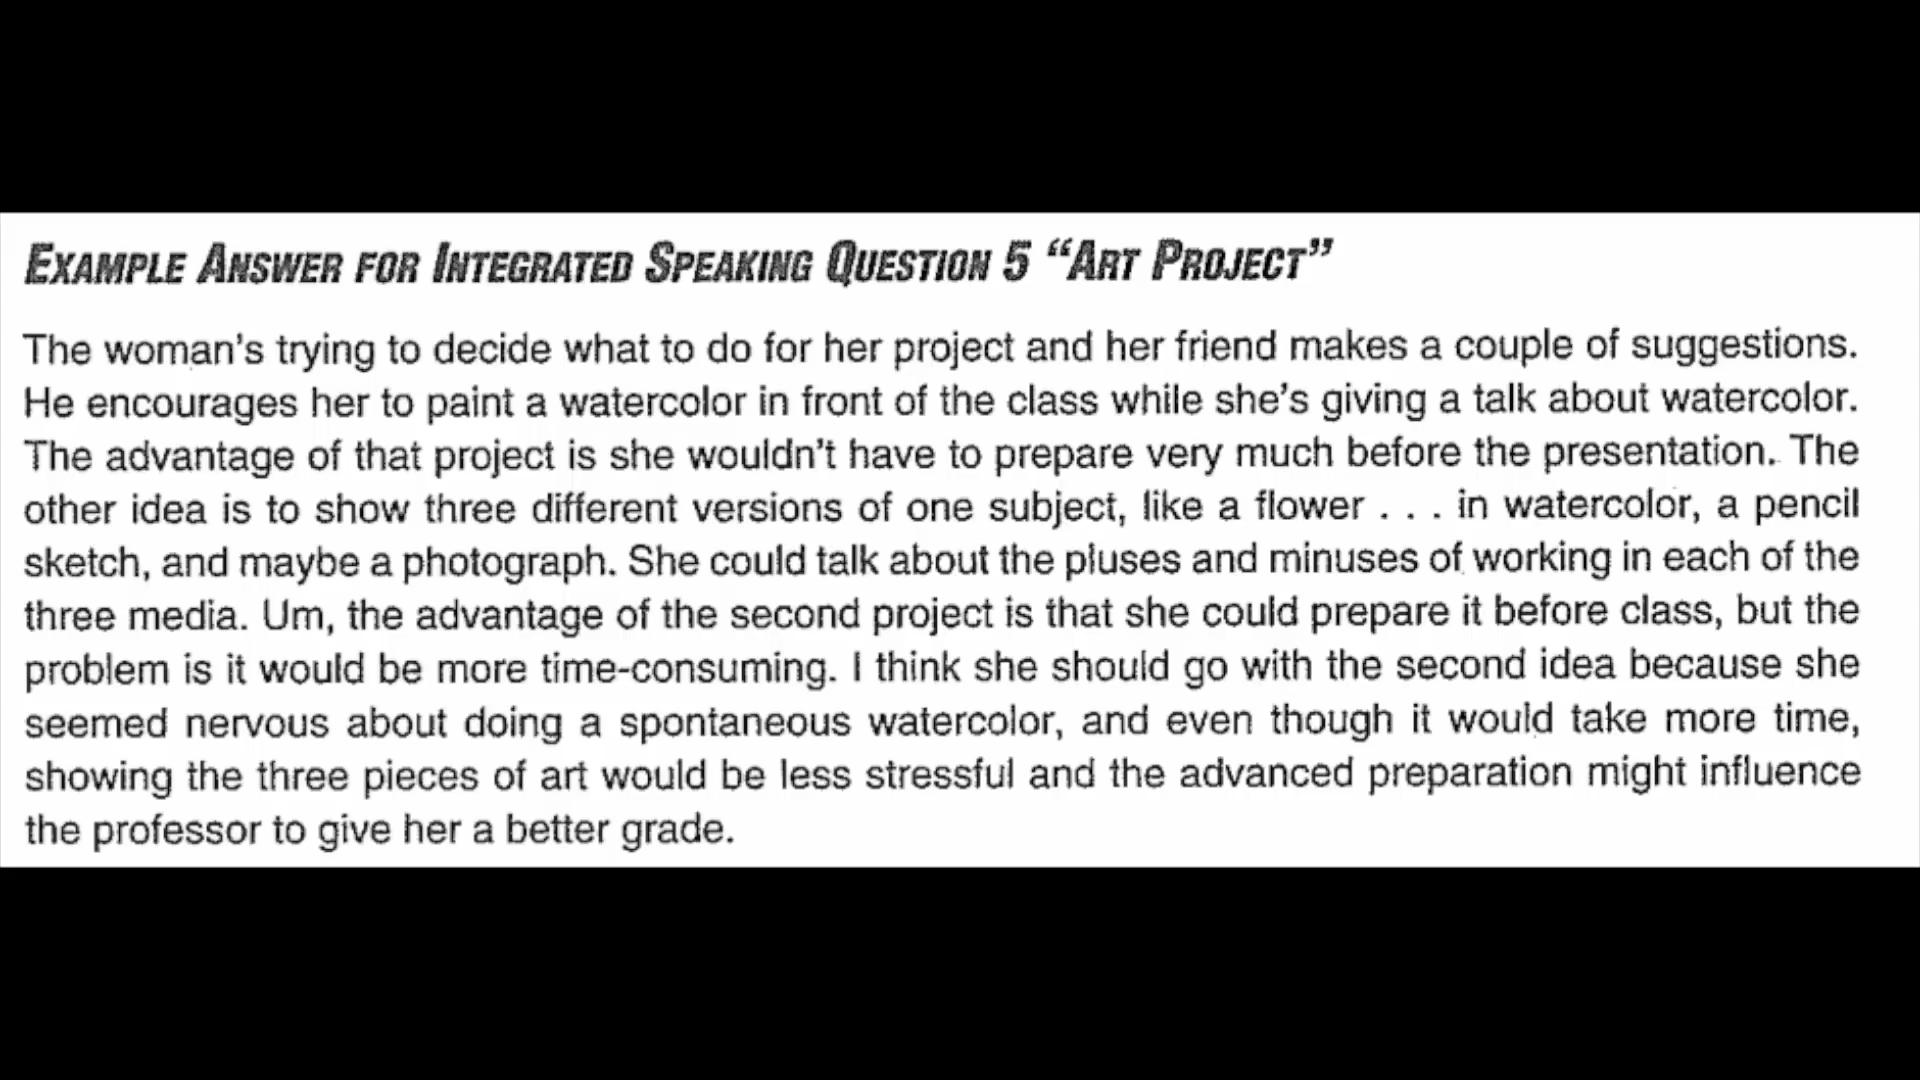 EXAMPLE ANSWER FOR INTEGRATED SPEAKING QUESTION 5 “ART PROJECT”
The woman’s trying to decide what to do for her project and her friend makes a couple of suggestions.
He encourages her to paint a watercolor in front of the class while she’s giving a talk about watercolor.
The advantage of that project is she wouldn’t have to prepare very much before the presentation. The
other idea is to show three different versions of one subject, like a flower . . . in watercolor, a pencil
sketch, and maybe a photograph. She could talk about the pluses and minuses of working in each of the
three media. Um, the advantage of the second project is that she could prepare it before class, but the
problem is it would be more time-consuming. I think she should go with the second idea because she
seemed nervous about doing a spontaneous watercolor, and even though it would take more time,
showing the three pieces of art would be less stressful and the advanced preparation might influence
the professor to give her a better grade.